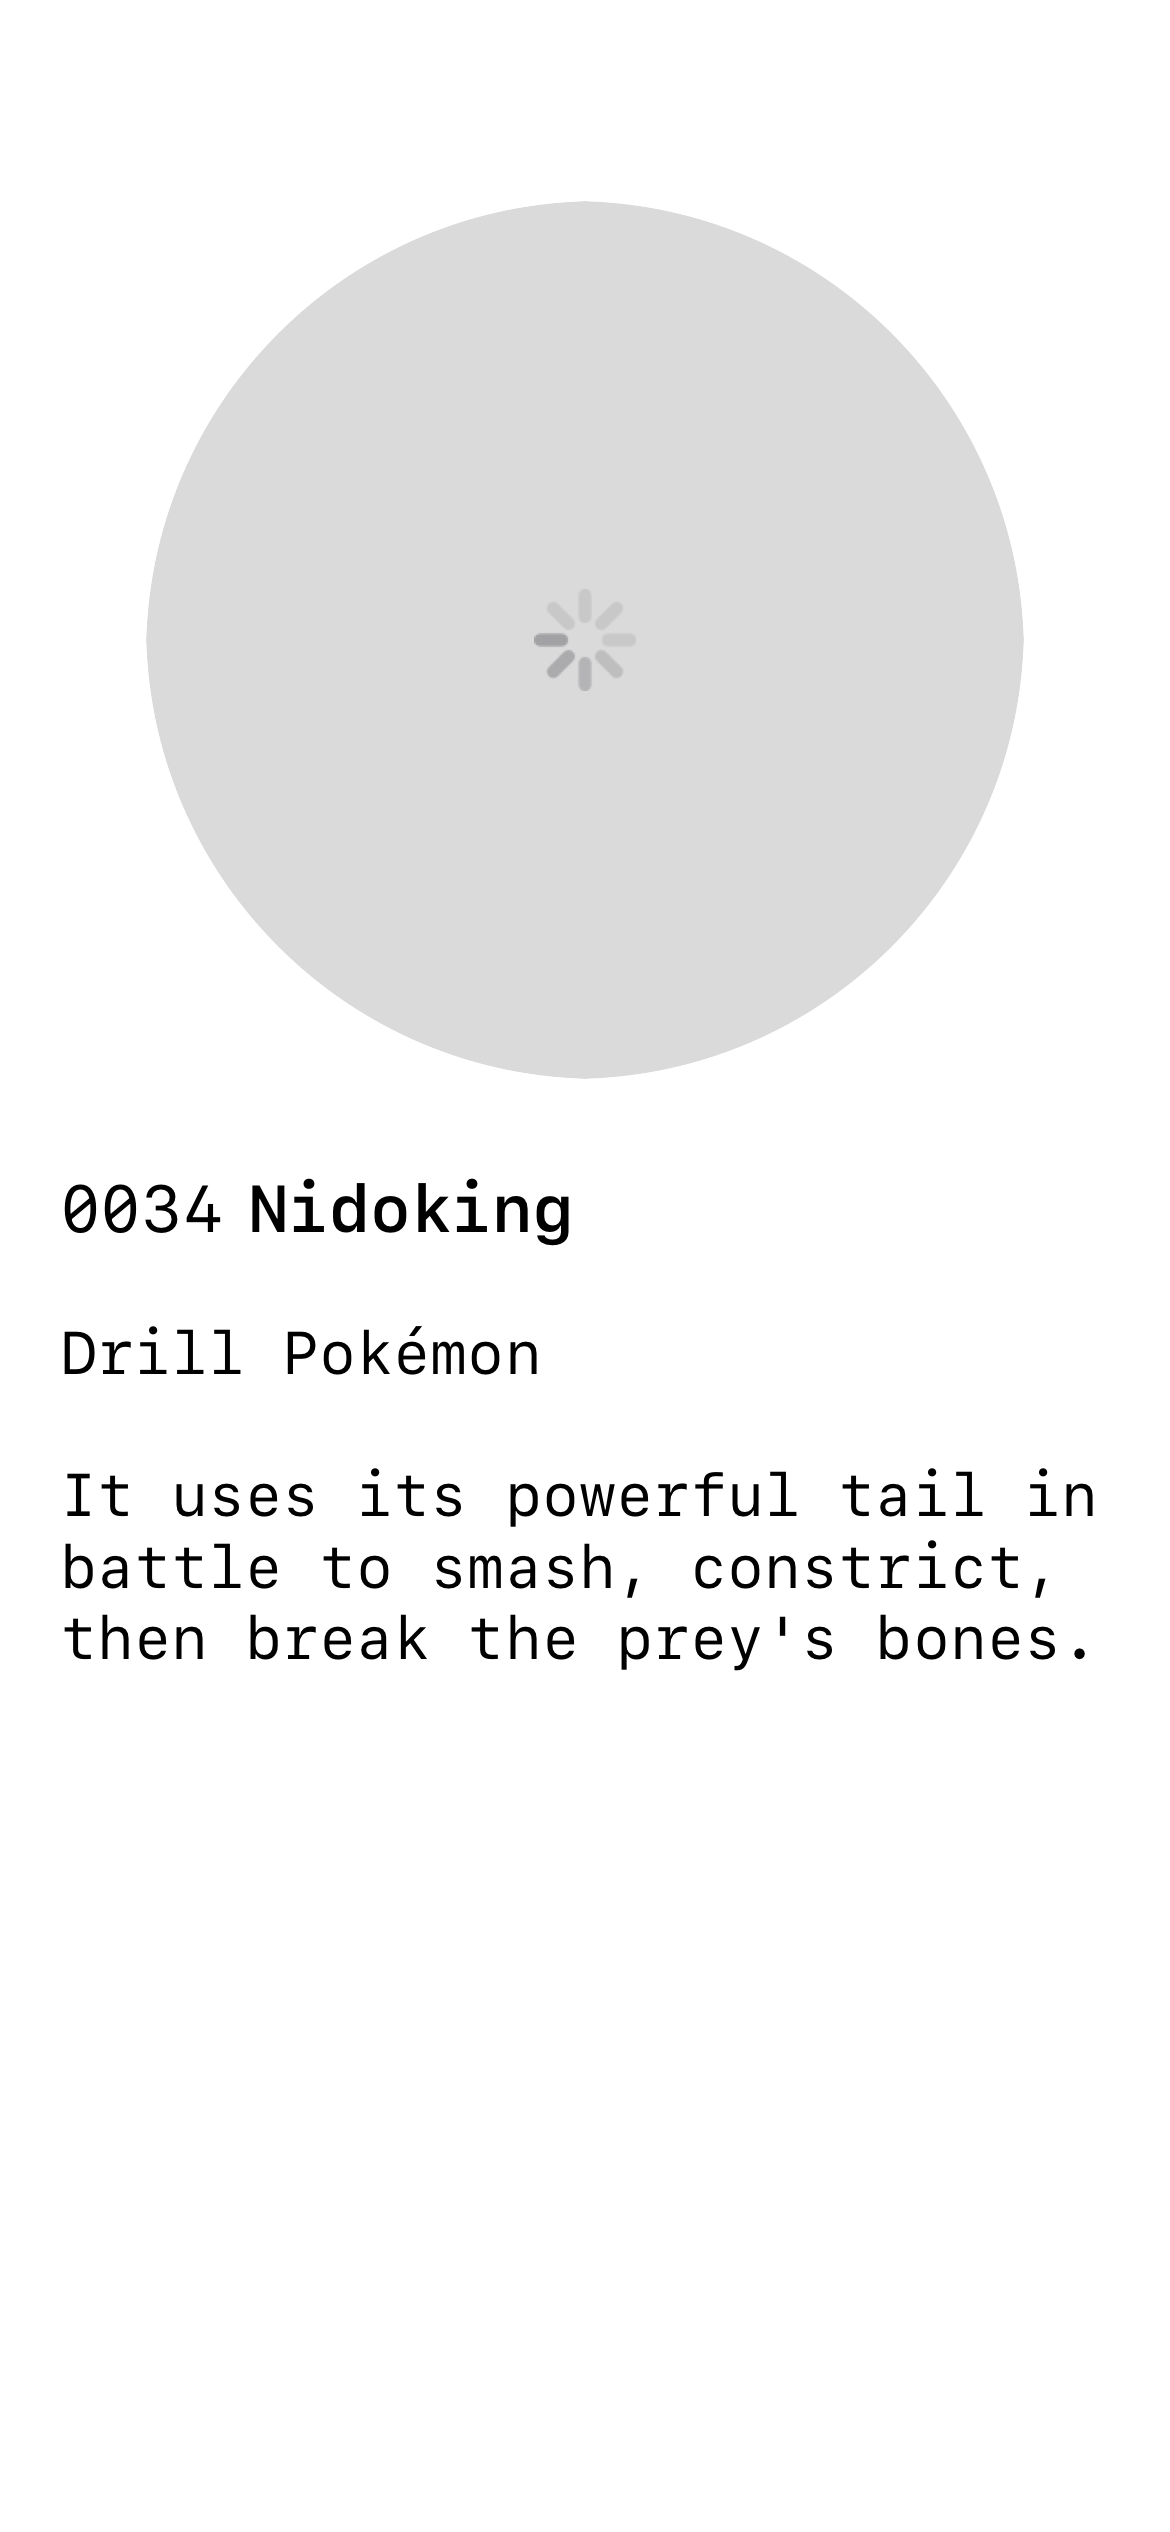 0034 Nidoking
Drill Pokémon
It uses its powerful tail in
battle to smash, constrict,
then break the prey's bones.